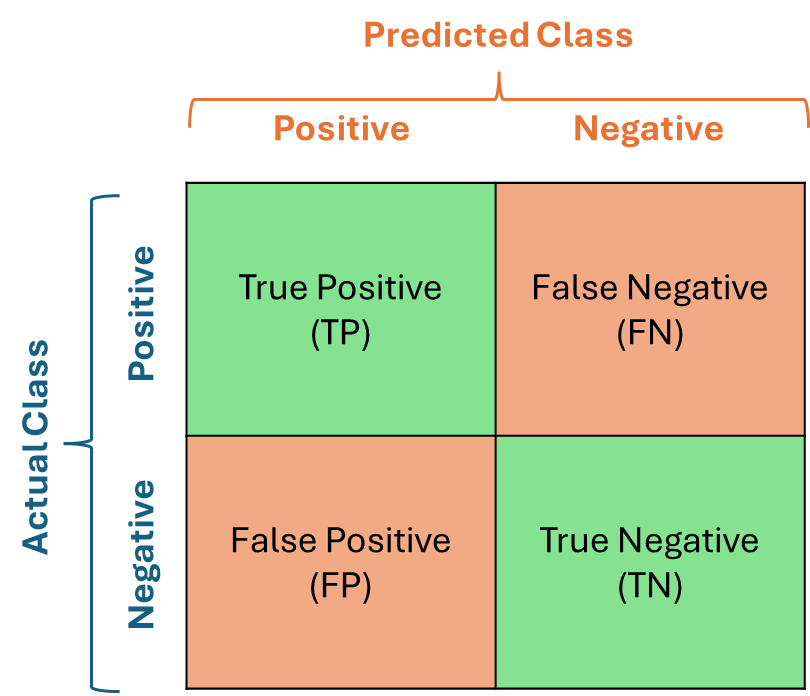 Predicted Class
Positive
Negative
Actual Class
Positive
True Positive
(TP)
False Negative
(FN)
Negative
False Positive
(FP)
True Negative
(TN)